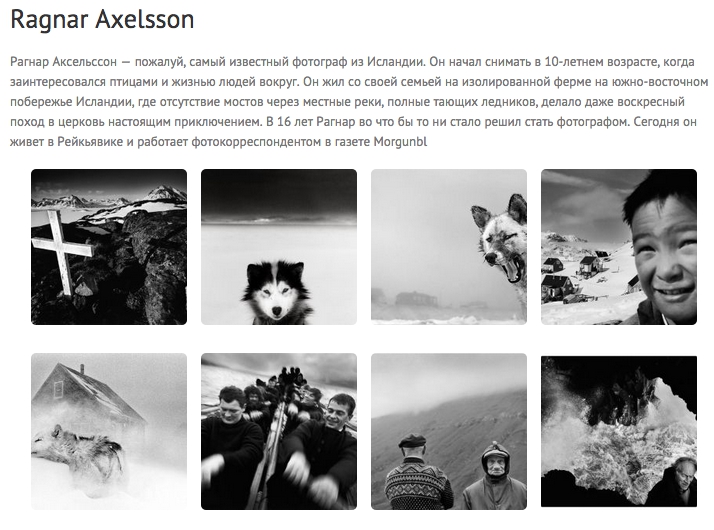 Ragnar Axelsson
Рагнар Аксельссон — пожалуй, самый известный фотограф из Исландии. Он начал снимать в 10-летнем возрасте, когда
заинтересовался птицами и жизнью людей вокруг. Он жил со своей семьей на изолированной ферме на южно-восточном
побережье Исландии, где отсутствие мостов через местные реки, полные тающих ледников, делало даже воскресный
поход в церковь настоящим приключением. В 16 лет Рагнар во что бы то ни стало решил стать фотографом. Сегодня он
живет в Рейкьявике и работает фотокорреспондентом в газете Morgunbl